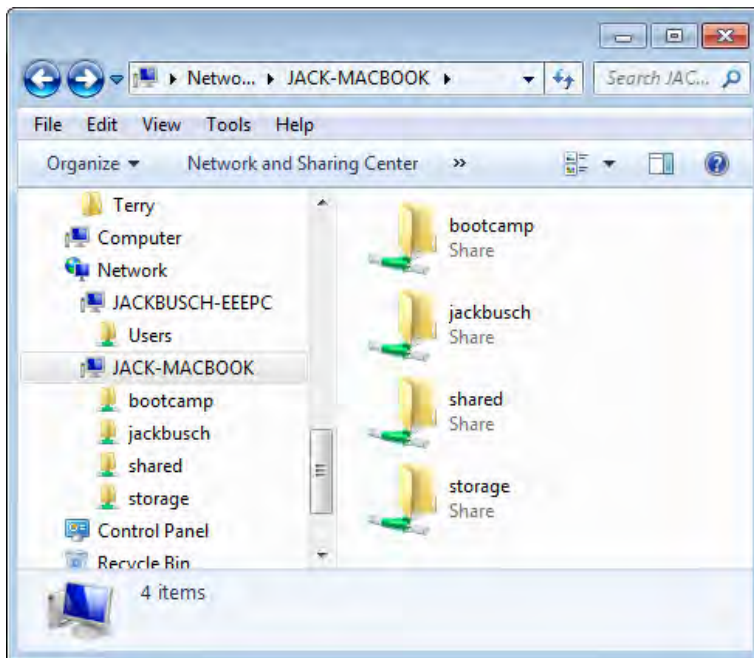 Netwo... JACK-MACBOOK Search JAC...
File Edit View Tools Help
Organize Network and Sharing Center »
Terry
Computer
Network
JACKBUSCH-EEEPC
Users
JACK-MACBOOK
bootcamp
jackbusch
shared
storage
Control Panel
Recycle Bin
bootcamp
Share
jackbusch
Share
shared
Share
storage
Share
4 items